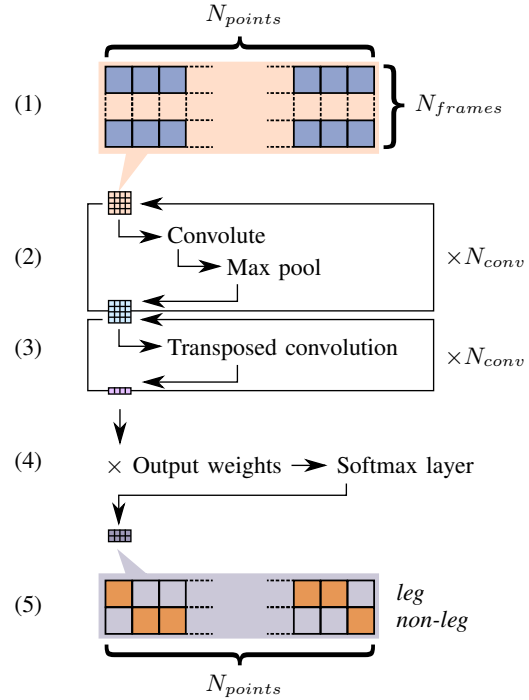 N_points
(1)
N_frames
(2)
Convolute
Max pool
×N_conv
(3)
Transposed convolution
×N_conv
(4)
× Output weights
Softmax layer
(5)
leg
non-leg
N_points